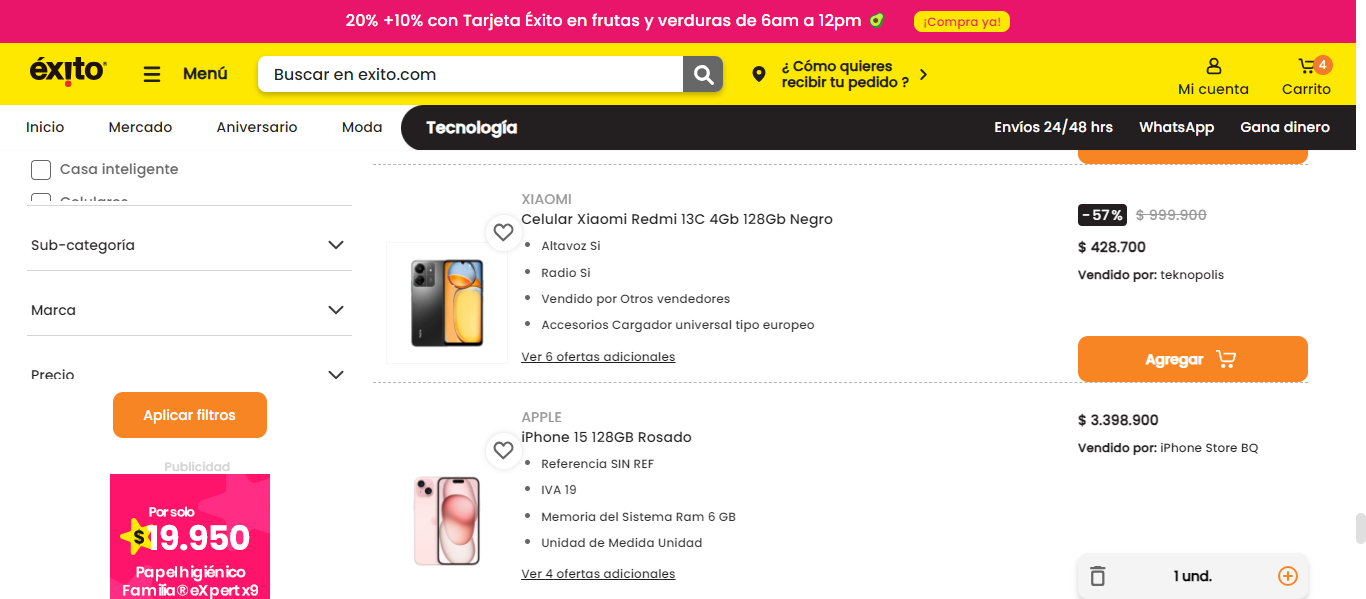 20% +10% con Tarjeta Éxito en frutas y verduras de 6am a 12pm
¡Compra ya!
éxito
Menú
Buscar en exito.com
¿ Cómo quieres
recibir tu pedido ?
Mi cuenta
4
Carrito
Inicio
Mercado
Aniversario
Moda
Tecnología
Envíos 24/48 hrs
WhatsApp
Gana dinero
Casa inteligente
Celulares
Sub-categoría
Marca
Precio
Aplicar filtros
Publicidad
Por solo
$19.950
Papel higiénico
Familia® eXpert x9
XIAOMI
Celular Xiaomi Redmi 13C 4Gb 128Gb Negro
Altavoz Si
Radio Si
Vendido por Otros vendedores
Accesorios Cargador universal tipo europeo
Ver 6 ofertas adicionales
-57% $ 999.900
$ 428.700
Vendido por: teknopolis
Agregar
APPLE
iPhone 15 128GB Rosado
Referencia SIN REF
IVA 19
Memoria del Sistema Ram 6 GB
Unidad de Medida Unidad
Ver 4 ofertas adicionales
$ 3.398.900
Vendido por: iPhone Store BQ
1 und.